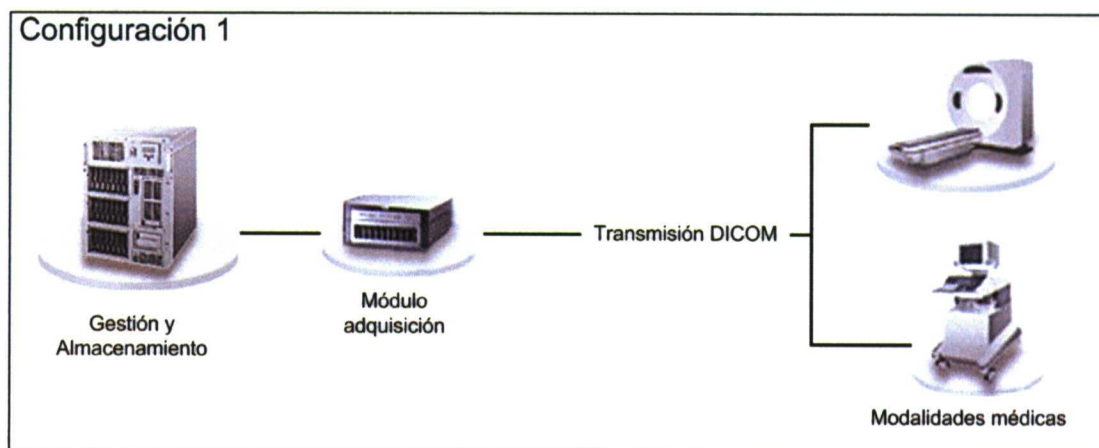 Configuración 1
Gestión y
Almacenamiento
Módulo
adquisición
Transmisión DICOM
Modalidades médicas